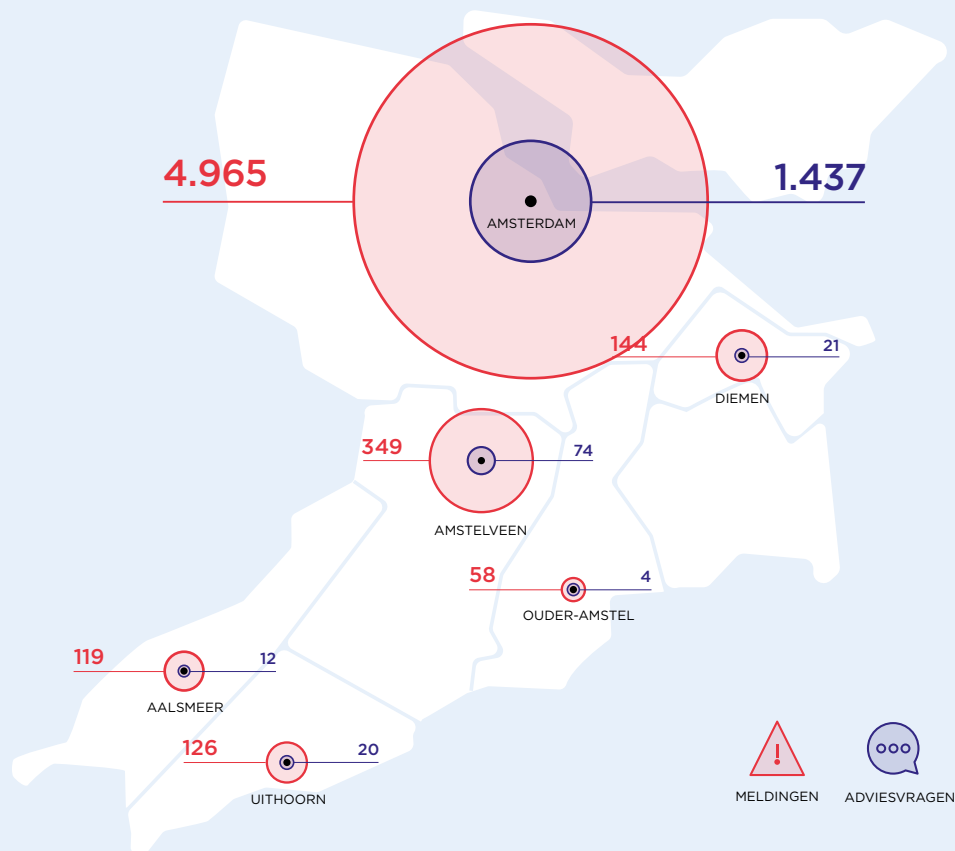 4.965
1.437
AMSTERDAM
144
21
DIEMEN
349
74
AMSTELVEEN
58
4
OUDER-AMSTEL
119
12
AALSMEER
126
20
UITHOORN
MELDINGEN
ADVIESVRAGEN